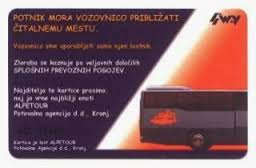 POTNIK MORA VOZOVNICO PRIBLIŽATI
ČITALNEMU MESTU.
Vozovnico sme uporabljati samo njen lastnik.
Zloraba se kaznuje po veljavnih določilih
SPLOŠNIH PREVOZNIH POGOJEV.
Najditelja te kartice prosimo,
naj jo vrne najbližji enoti
ALPETOUR
Potovalna agencija d.d., Kranj.
Kartica je last ALPETOUR
Potovalna Agencija d.d., Kranj